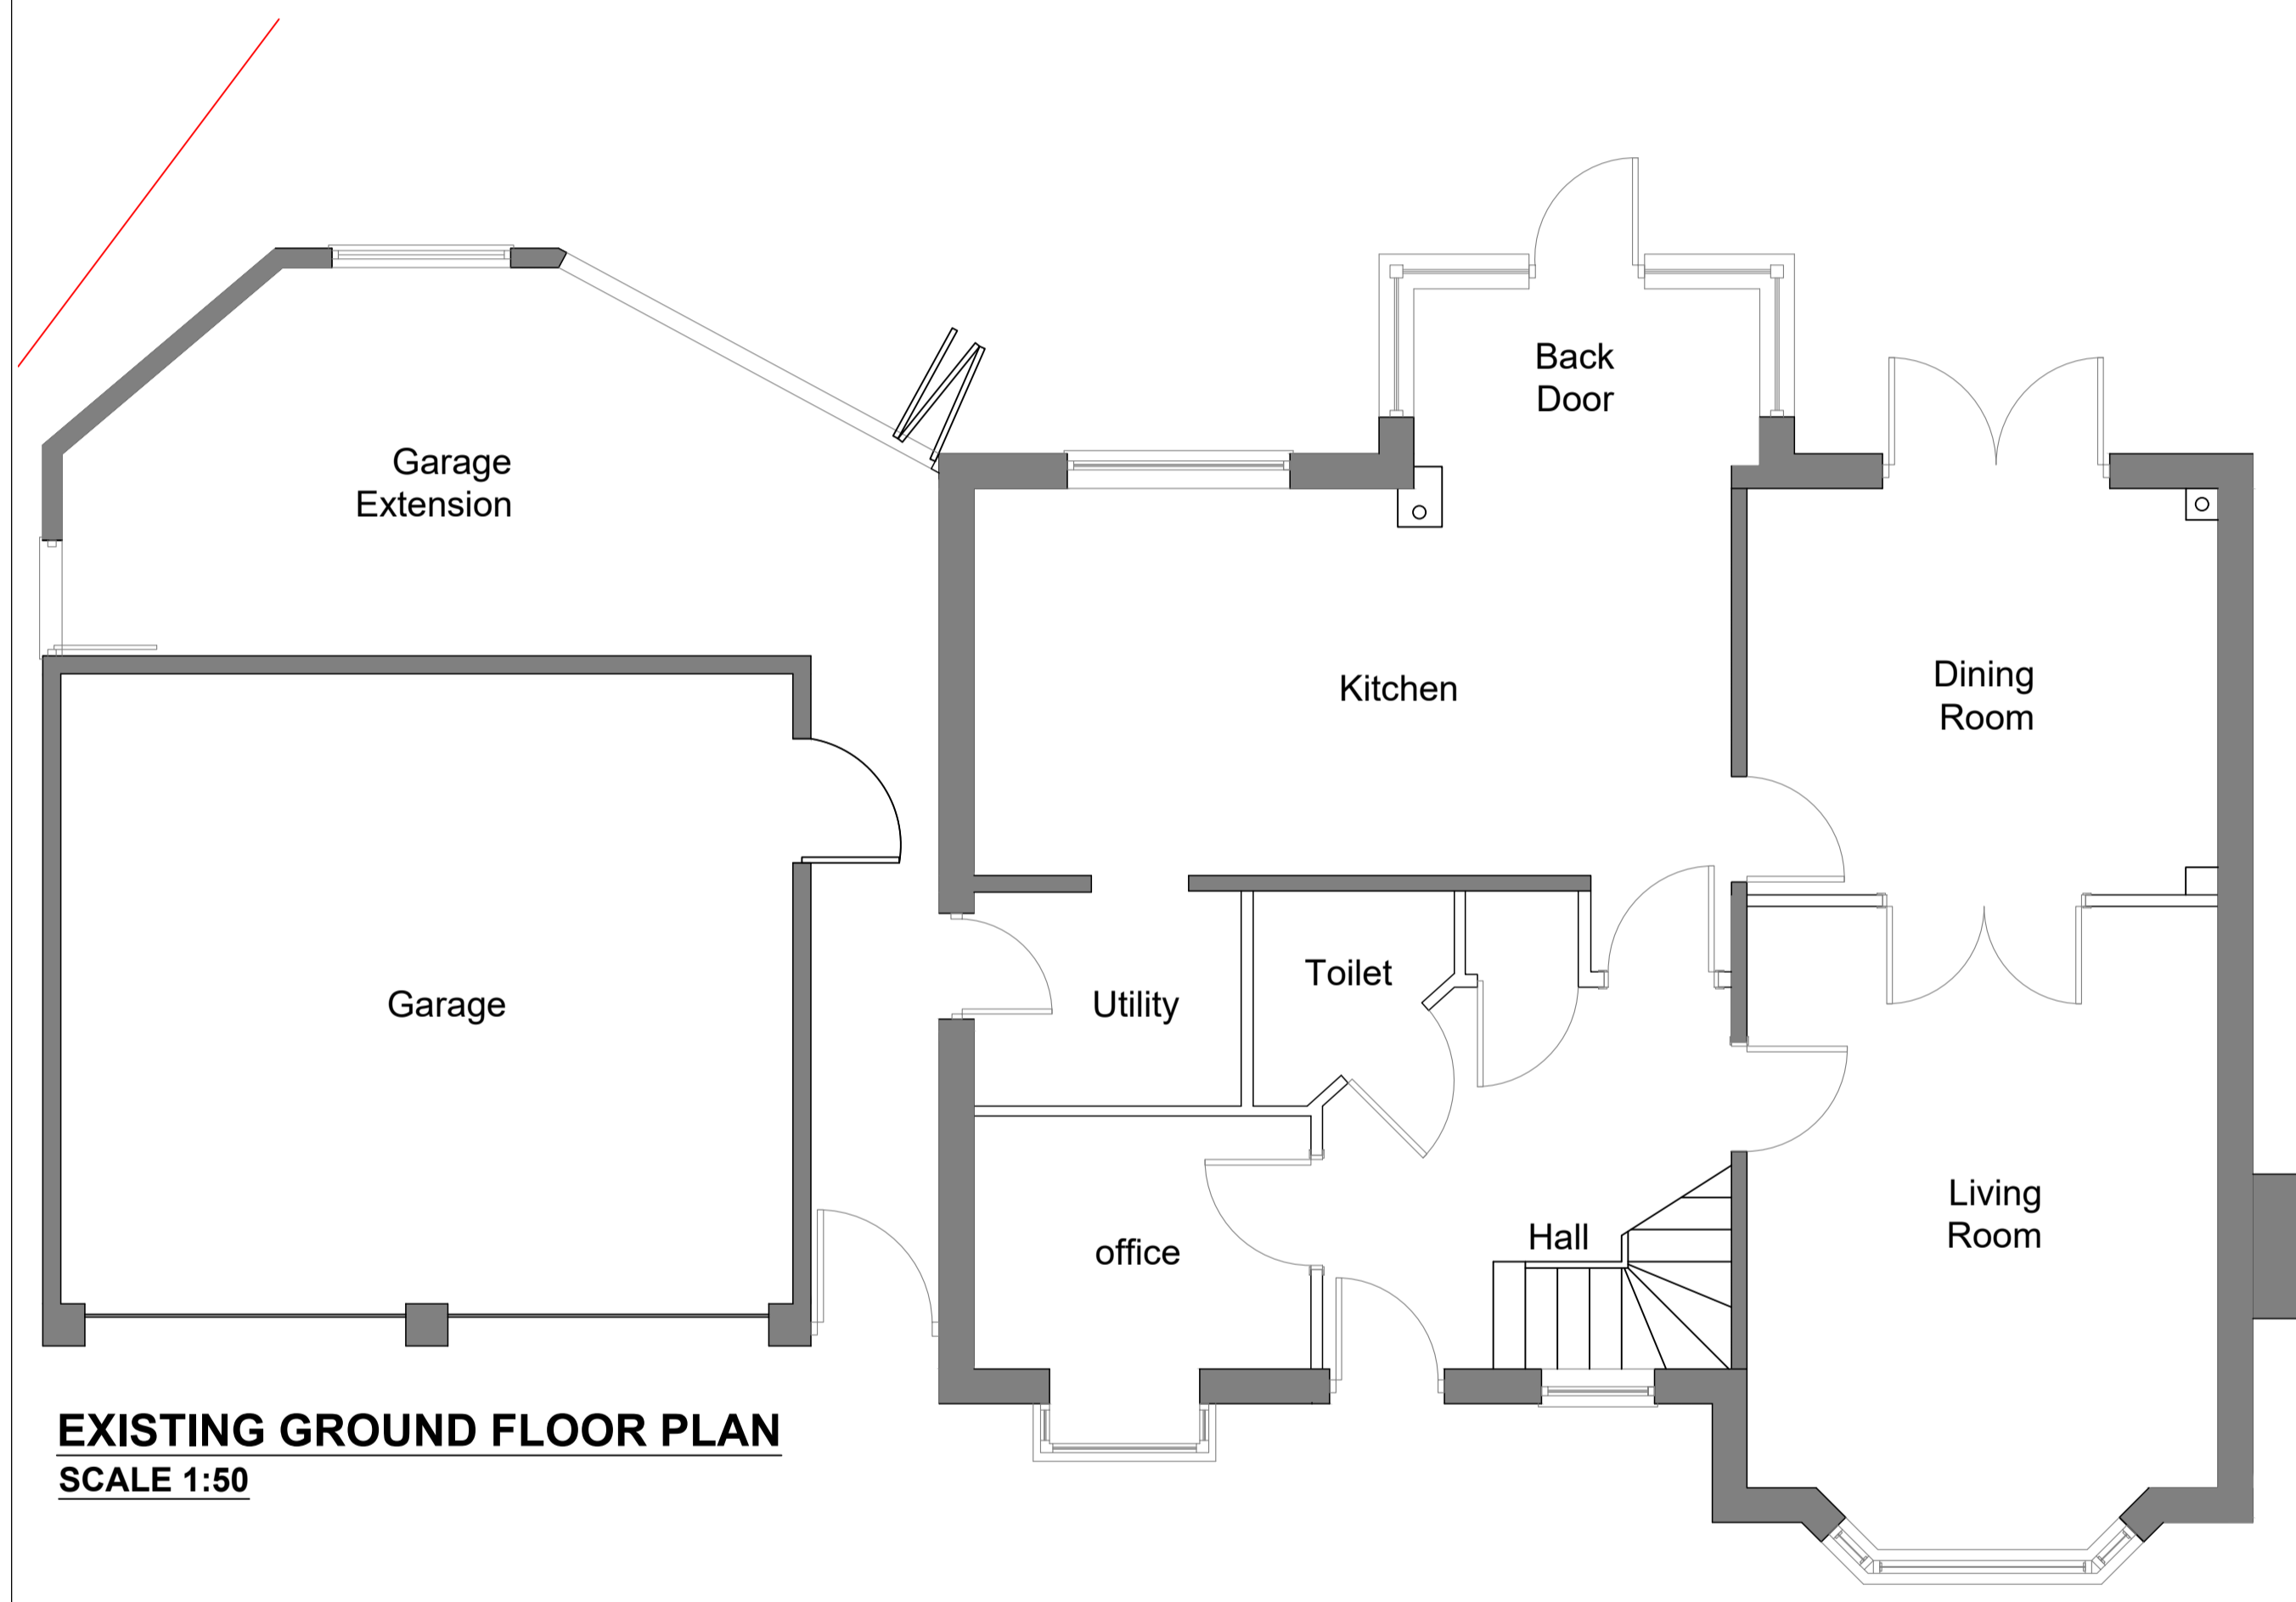 Back
Door
Garage
Extension
Kitchen
Dining
Room
Toilet
Utility
Garage
Living
Room
Hall
office
EXISTING GROUND FLOOR PLAN
SCALE 1:50